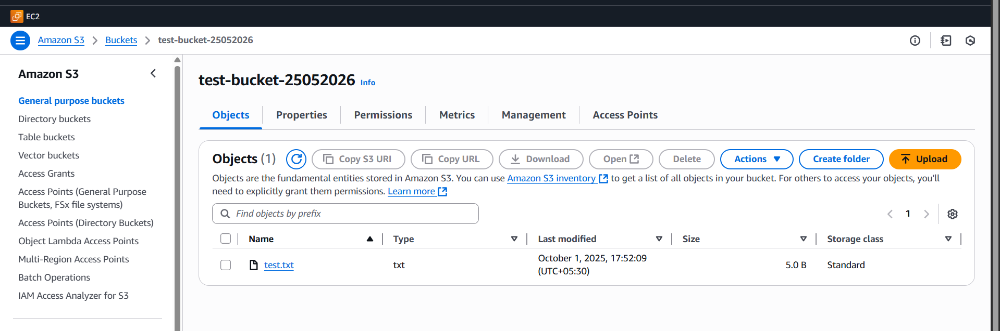 EC2
Amazon S3 > Buckets > test-bucket-25052026
Amazon S3
General purpose buckets
Directory buckets
Table buckets
Vector buckets
Access Grants
Access Points (General Purpose
Buckets, FSx file systems)
Access Points (Directory Buckets)
Object Lambda Access Points
Multi-Region Access Points
Batch Operations
IAM Access Analyzer for S3
test-bucket-25052026 Info
Objects Properties Permissions Metrics Management Access Points
Objects (1) Copy S3 URI Copy URL Download Open Delete Actions Create folder Upload
Objects are the fundamental entities stored in Amazon S3. You can use Amazon S3 inventory to get a list of all objects in your bucket. For others to access your objects, you'll
need to explicitly grant them permissions. Learn more
Find objects by prefix
1
Name Type Last modified Size Storage class
test.txt txt October 1, 2025, 17:52:09 5.0 B Standard
(UTC+05:30)